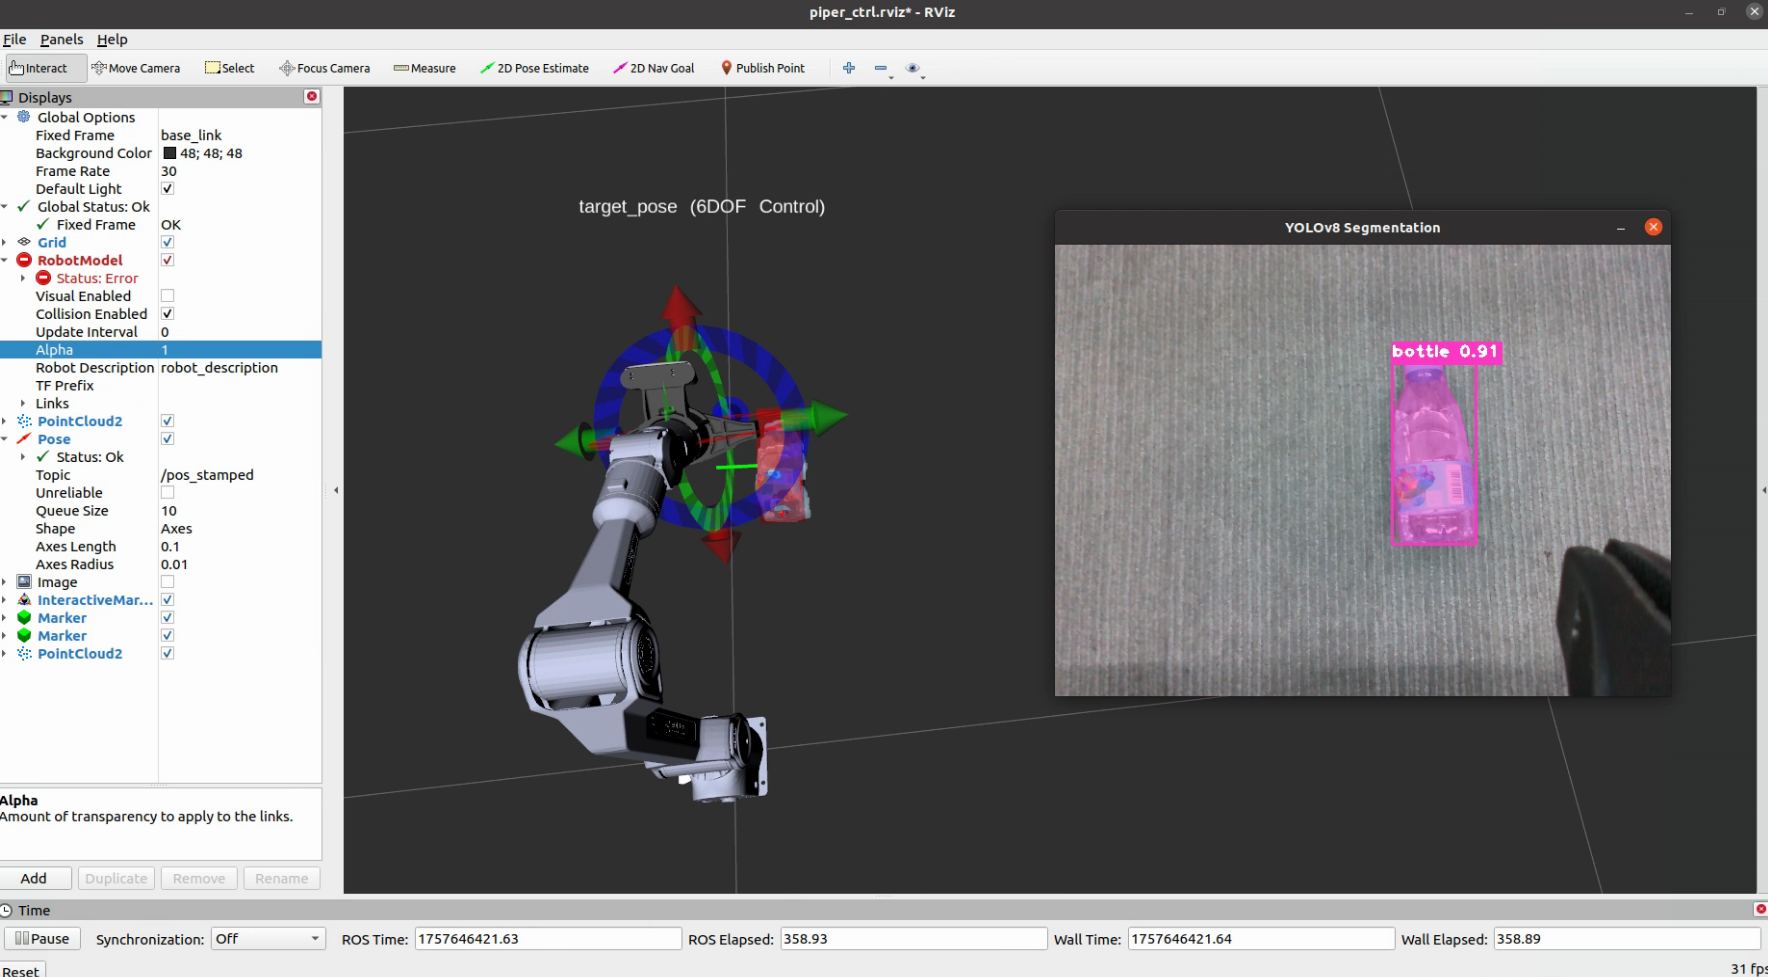 piper_ctrl.rviz* - RViz
File Panels Help
Interact Move Camera Select Focus Camera Measure 2D Pose Estimate 2D Nav Goal Publish Point
Displays
Global Options
Fixed Frame base_link
Background Color 48; 48; 48
Frame Rate 30
Default Light
Global Status: Ok
Fixed Frame OK
Grid
RobotModel
Status: Error
Visual Enabled
Collision Enabled
Update Interval 0
Alpha 1
Robot Description robot_description
TF Prefix
Links
PointCloud2
Pose
Status: Ok
Topic /pos_stamped
Unreliable
Queue Size 10
Shape Axes
Axes Length 0.1
Axes Radius 0.01
Image
InteractiveMar...
Marker
Marker
PointCloud2
Alpha
Amount of transparency to apply to the links.
Add Duplicate Remove Rename
target_pose (6DOF Control)
YOLOv8 Segmentation
bottle 0.91
Time
Pause Synchronization: Off ROS Time: 1757646421.63 ROS Elapsed: 358.93 Wall Time: 1757646421.64 Wall Elapsed: 358.89
Reset 31 fps